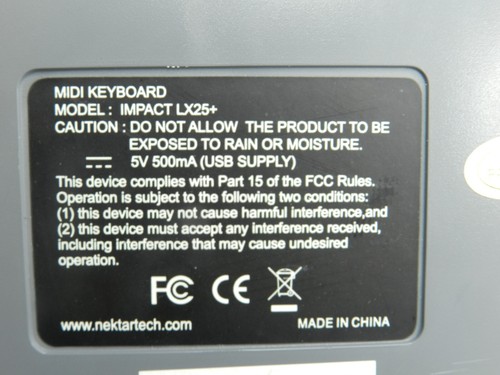 MIDI KEYBOARD
MODEL : IMPACT LX25+
CAUTION : DO NOT ALLOW THE PRODUCT TO BE
EXPOSED TO RAIN OR MOISTURE.
5V 500mA (USB SUPPLY)
This device complies with Part 15 of the FCC Rules.
Operation is subject to the following two conditions:
(1) this device may not cause harmful interference,and
(2) this device must accept any interference received,
including interference that may cause undesired
operation.
FC CE
www.nektartech.com MADE IN CHINA